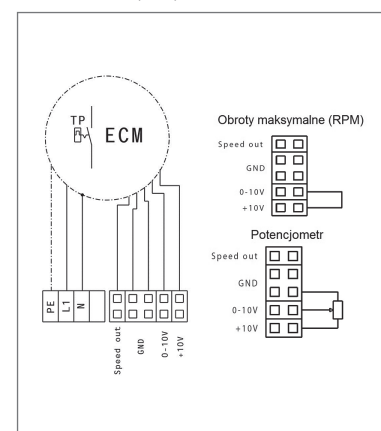 TP
ECM
PE
L1
N
Speed out
GND
0-10V
+10V
Obroty maksymalne (RPM)
Speed out
GND
0-10V
+10V
Potencjometr
Speed out
GND
0-10V
+10V